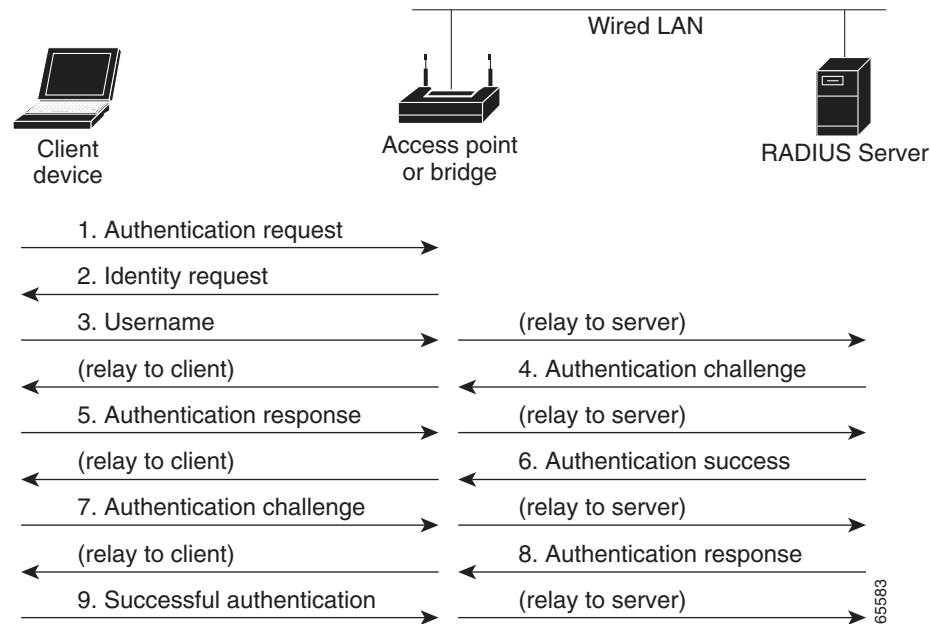 Wired LAN
Client
device
Access point
or bridge
RADIUS Server
1. Authentication request
2. Identity request
3. Username
(relay to server)
(relay to client)
4. Authentication challenge
5. Authentication response
(relay to server)
(relay to client)
6. Authentication success
7. Authentication challenge
(relay to server)
(relay to client)
8. Authentication response
9. Successful authentication
(relay to server)
65583